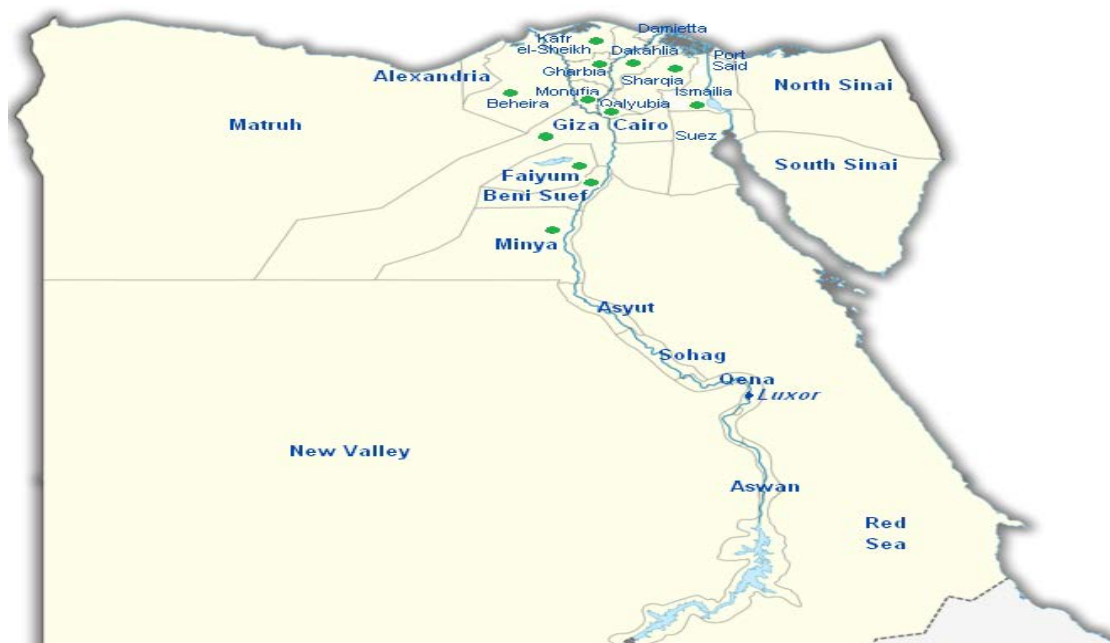 Damietta
Kafr
el-Sheikh
Dakahlia
Port
Said
Alexandria
Gharbia
Sharqia
North Sinai
Beheira
Monufia
Qalyubia
Ismailia
Matruh
Giza
Cairo
Suez
South Sinai
Faiyum
Beni Suef
Minya
Asyut
Sohag
Qena
Luxor
New Valley
Aswan
Red
Sea